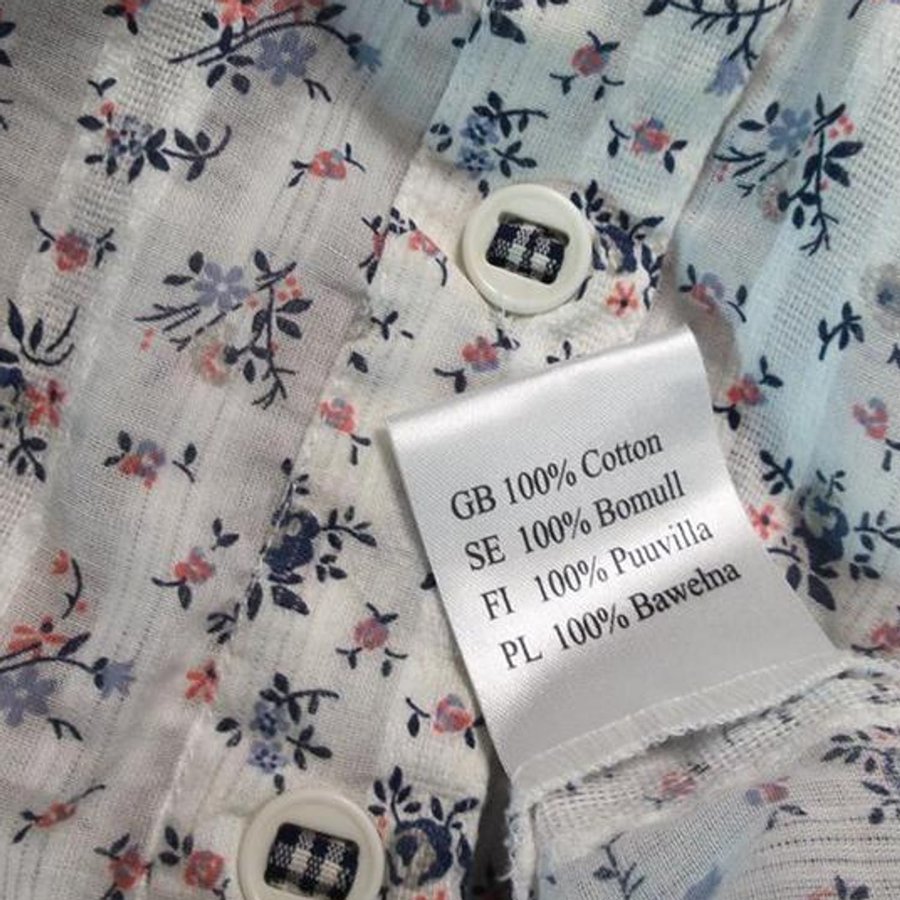 GB 100% Cotton
SE 100% Bomull
FI 100% Puuvilla
PL 100% Bawełna